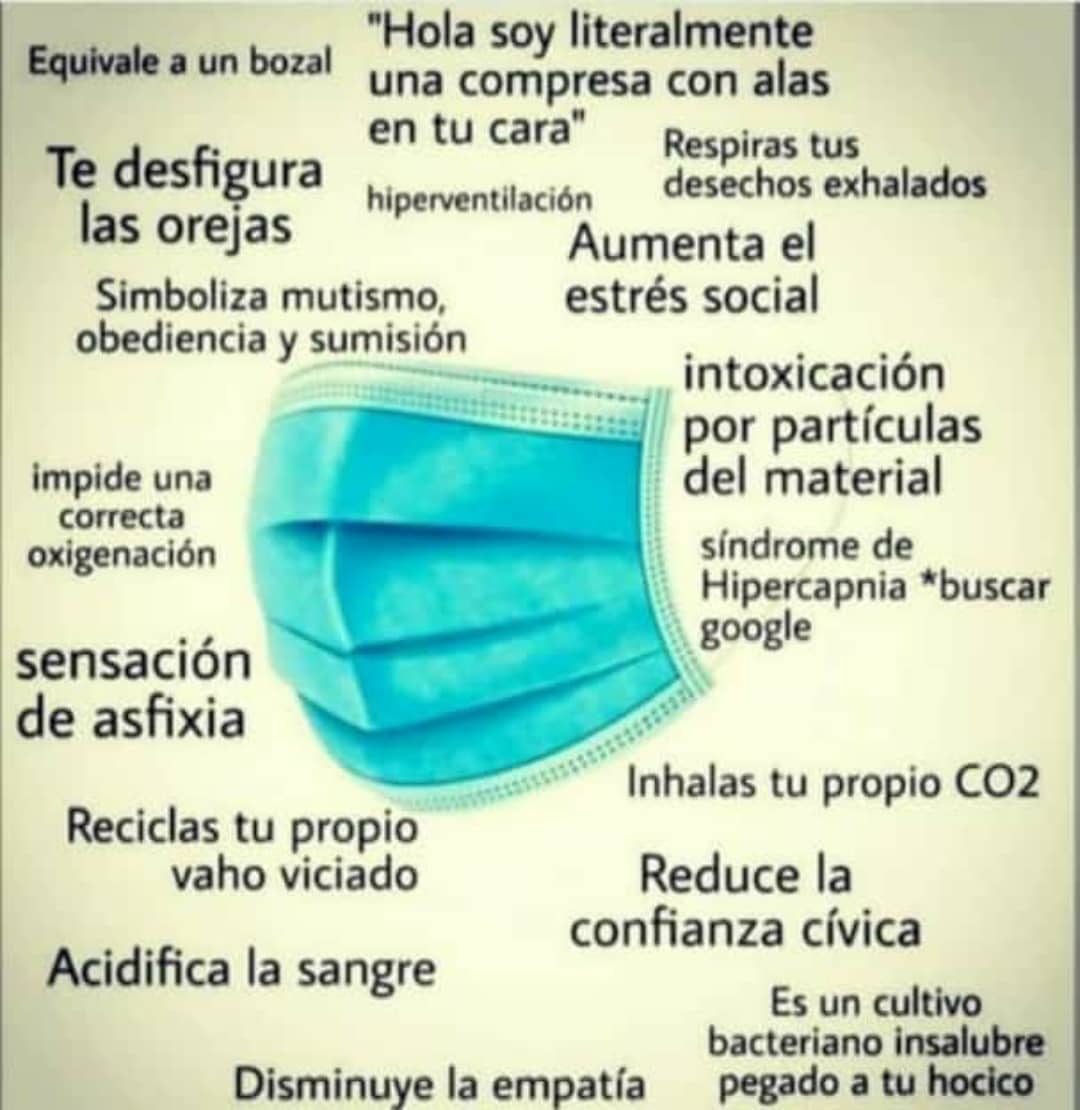 Equivale a un bozal
"Hola soy literalmente
una compresa con alas
en tu cara"
Te desfigura
las orejas
hiperventilación
Respiras tus
desechos exhalados
Aumenta el
estrés social
Simboliza mutismo,
obediencia y sumisión
intoxicación
por partículas
del material
impide una
correcta
oxigenación
síndrome de
Hipercapnia *buscar
google
sensación
de asfixia
Inhalas tu propio CO2
Reciclas tu propio
vaho viciado
Reduce la
confianza cívica
Acidifica la sangre
Es un cultivo
bacteriano insalubre
pegado a tu hocico
Disminuye la empatía